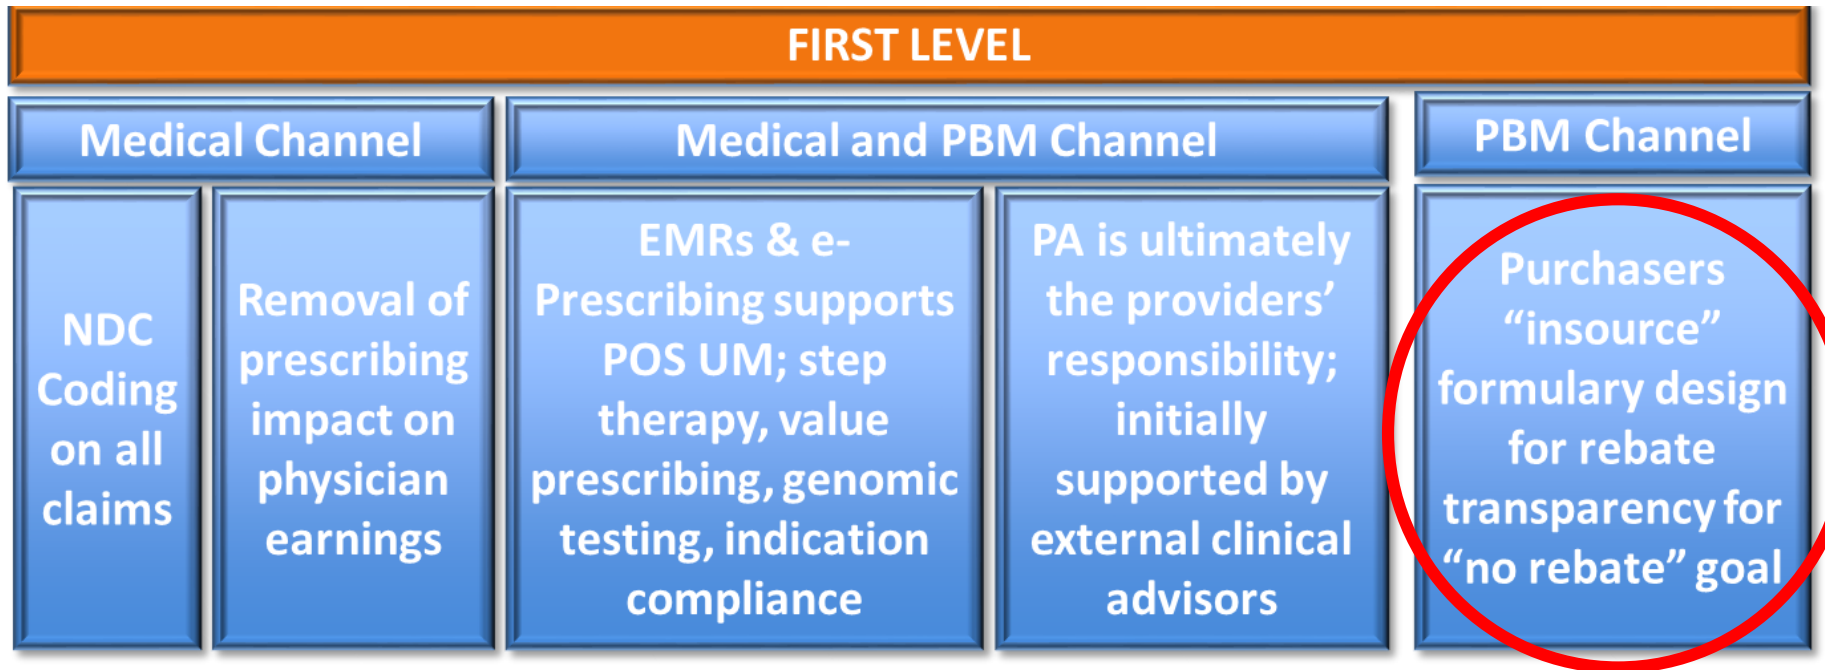 FIRST LEVEL
Medical Channel
Medical and PBM Channel
PBM Channel
NDC
Coding
on all
claims
Removal of
prescribing
impact on
physician
earnings
EMRs & e-
Prescribing supports
POS UM; step
therapy, value
prescribing, genomic
testing, indication
compliance
PA is ultimately
the providers’
responsibility;
initially
supported by
external clinical
advisors
Purchasers
“insource”
formulary design
for rebate
transparency for
“no rebate” goal